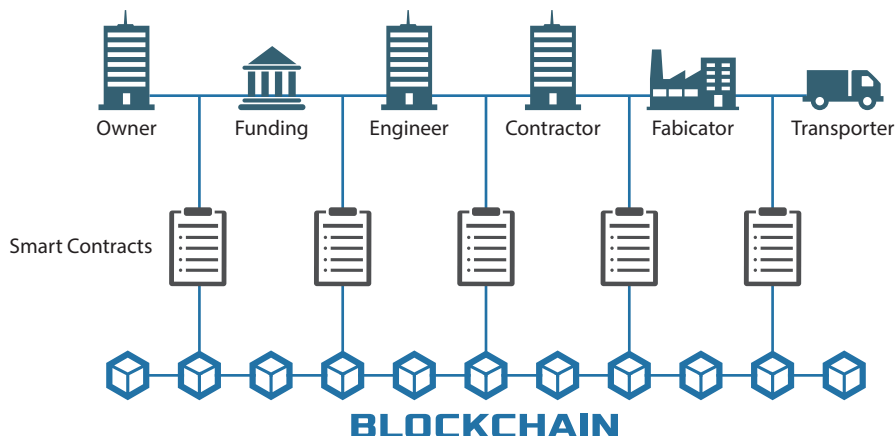 Owner Funding Engineer Contractor Fabicator Transporter
Smart Contracts
BLOCKCHAIN